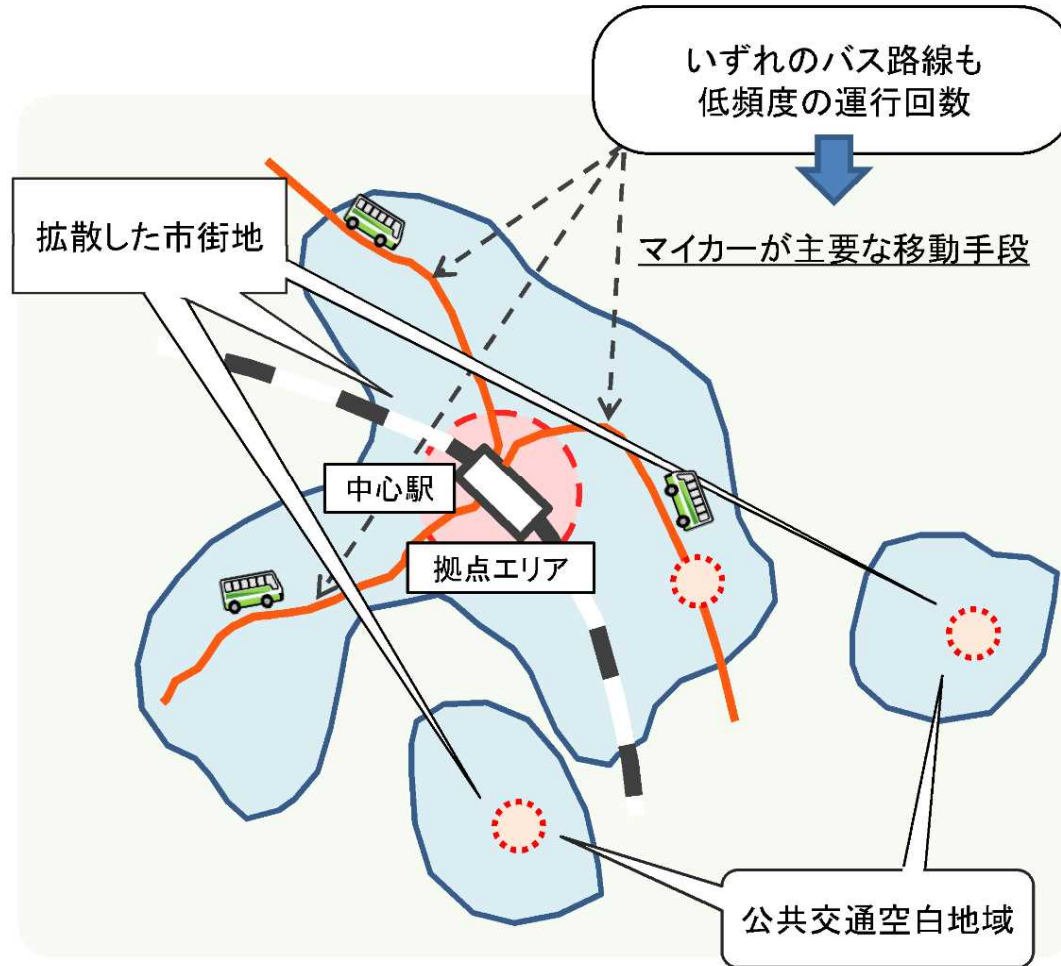 いずれのバス路線も
低頻度の運行回数
マイカーが主要な移動手段
拡散した市街地
中心駅
拠点エリア
公共交通空白地域